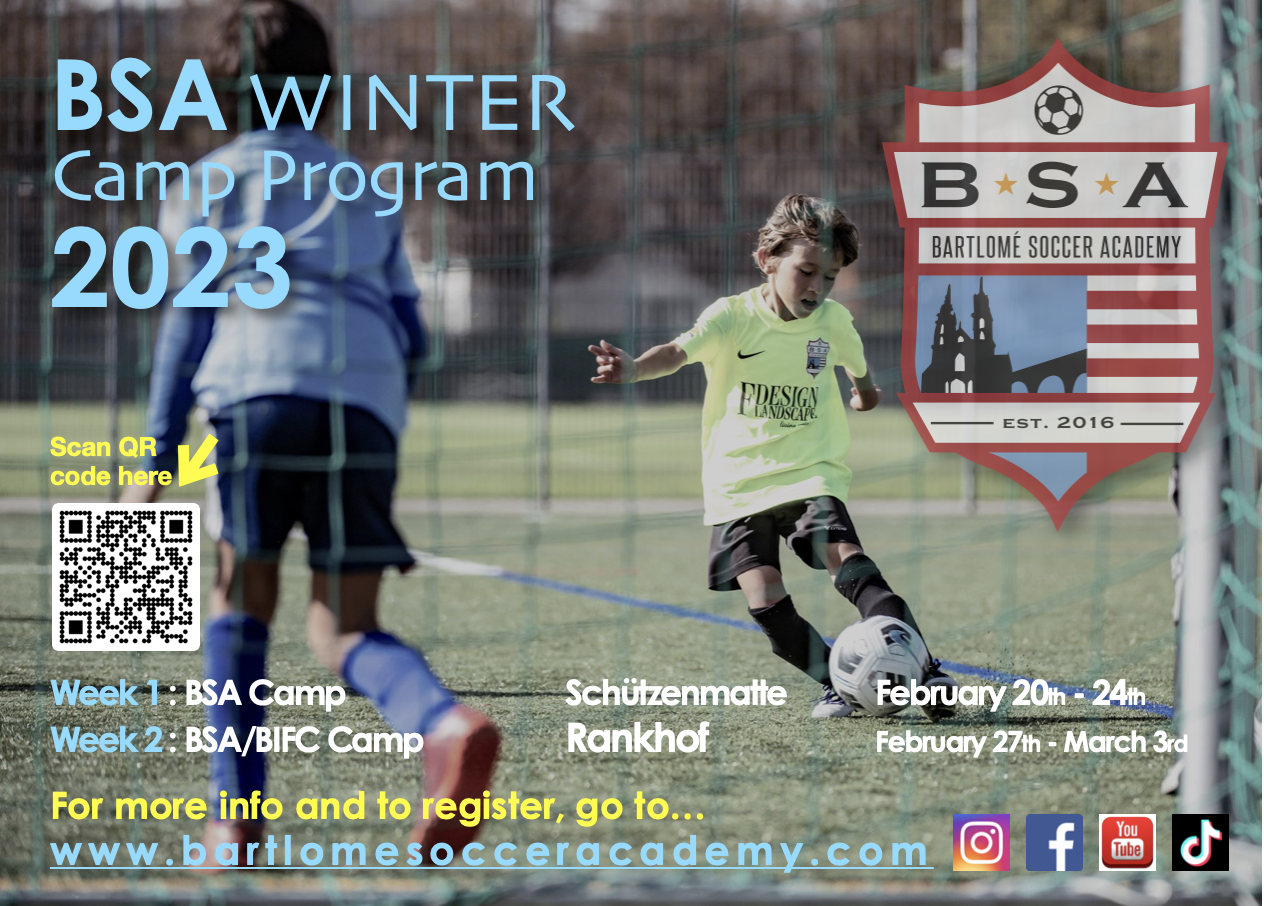 BSA WINTER
Camp Program
2023
B S A
BARTLOMÉ SOCCER ACADEMY
EST. 2016
BSA
FDESIGN
LANDSCAPE
Scan QR
code here
Week 1 : BSA Camp Schützenmatte February 20th - 24th
Week 2 : BSA/BIFC Camp Rankhof February 27th - March 3rd
For more info and to register, go to...
www.bartlomesocceracademy.com
You
Tube